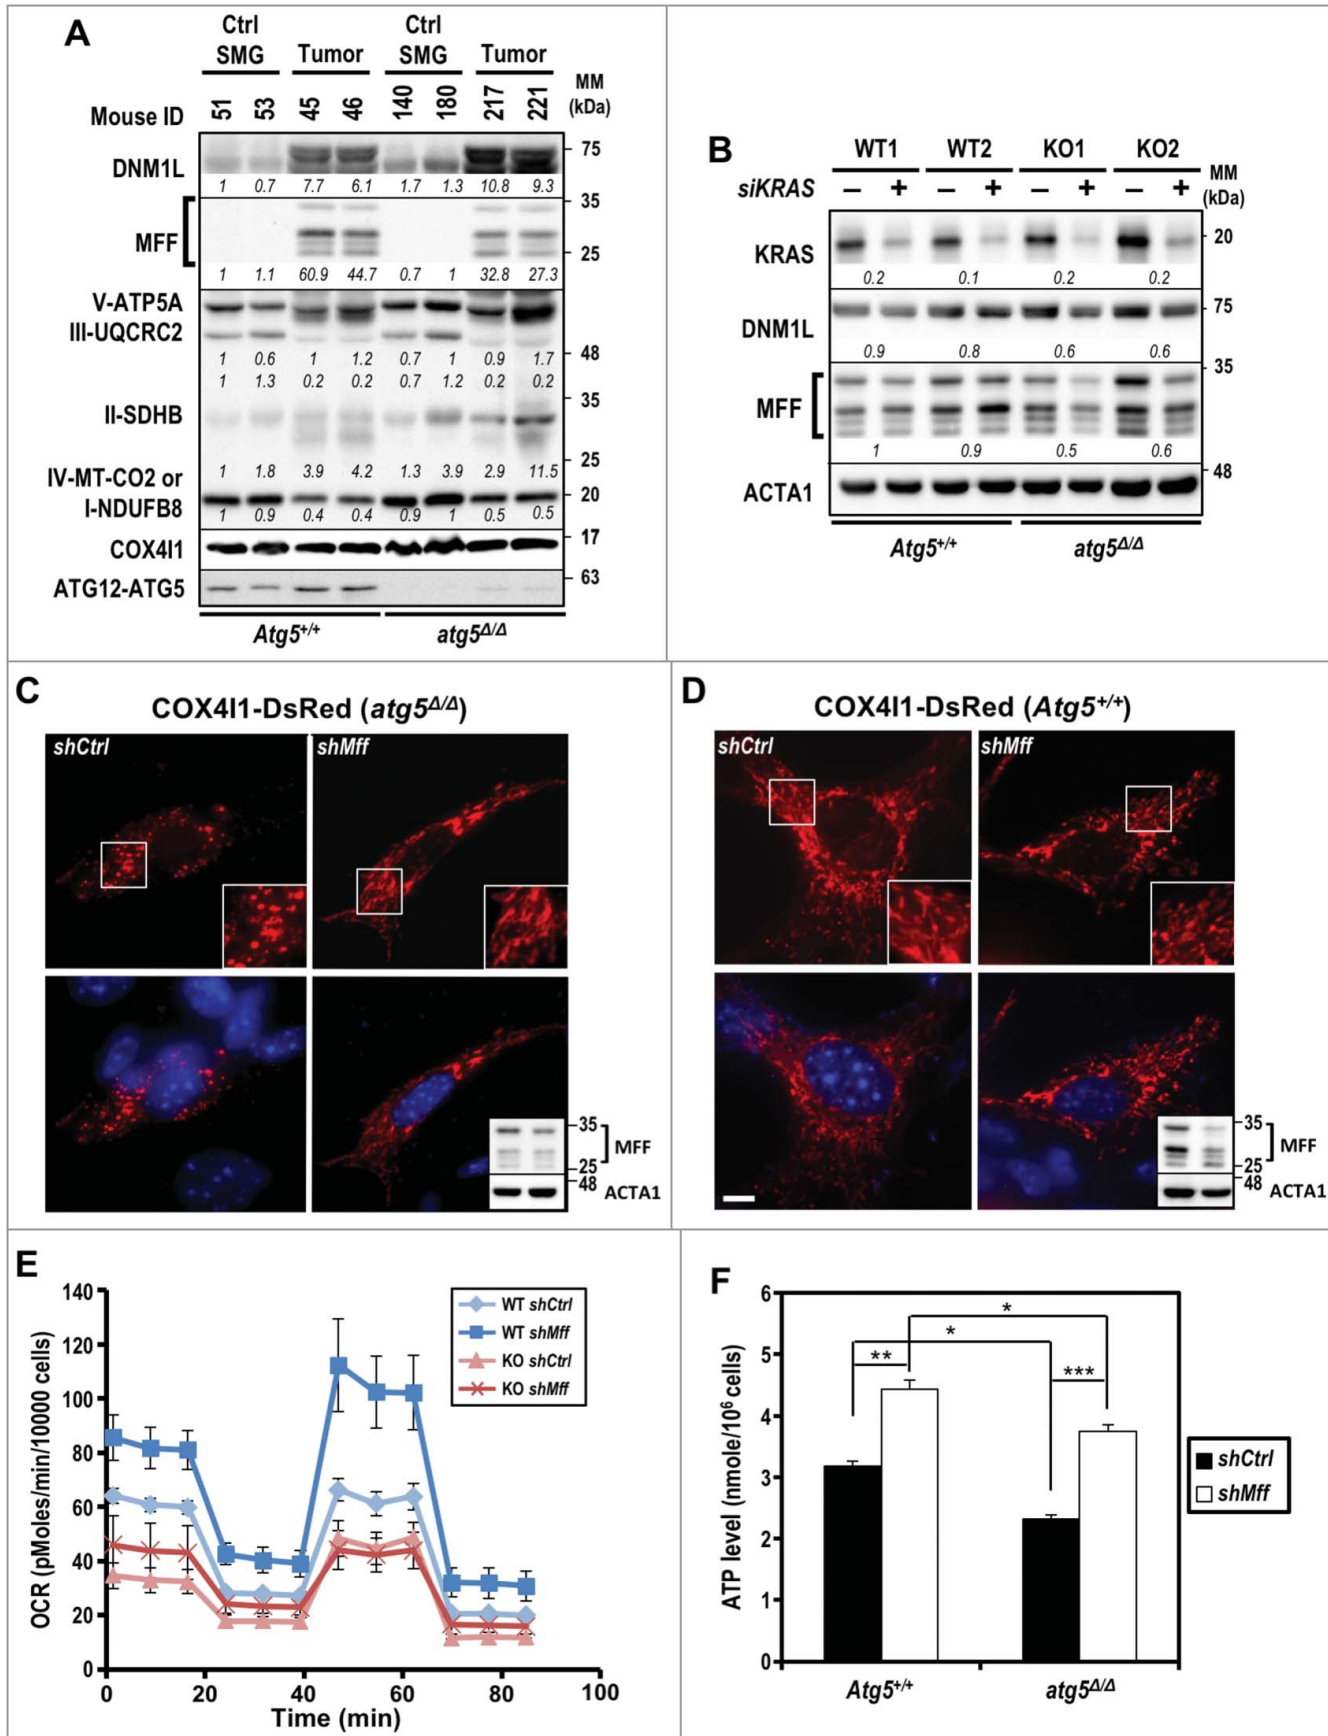 A
Ctrl SMG Tumor Ctrl SMG Tumor
MM (kDa)
Mouse ID 51 53 45 46 140 180 217 221
DNM1L 75
1 0.7 7.7 6.1 1.7 1.3 10.8 9.3
35
MFF
25
1 1.1 60.9 44.7 0.7 1 32.8 27.3
V-ATP5A
III-UQCRC2
48
1 0.6 1 1.2 0.7 1 0.9 1.7
1 1.3 0.2 0.2 0.7 1.2 0.2 0.2
35
II-SDHB
25
1 1.8 3.9 4.2 1.3 3.9 2.9 11.5
IV-MT-CO2 or
I-NDUFB8
20
1 0.9 0.4 0.4 0.9 1 0.5 0.5
17
COX4I1
63
ATG12-ATG5
Atg5+/+ atg5Δ/Δ
B
WT1 WT2 KO1 KO2
MM (kDa)
siKRAS – + – + – + – +
KRAS 20
0.2 0.1 0.2 0.2
DNM1L 75
0.9 0.8 0.6 0.6
35
MFF
1 0.9 0.5 0.6
48
ACTA1
Atg5+/+ atg5Δ/Δ
C
COX4I1-DsRed (atg5Δ/Δ)
shCtrl shMff
35
MFF
25
48
ACTA1
D
COX4I1-DsRed (Atg5+/+)
shCtrl shMff
35
MFF
25
48
ACTA1
E
OCR (pMoles/min/10000 cells)
140
120
100
80
60
40
20
0
0 20 40 60 80 100
Time (min)
WT shCtrl
WT shMff
KO shCtrl
KO shMff
F
ATP level (nmole/10⁶ cells)
6
5
4
3
2
1
0
*
*
**
***
Atg5+/+ atg5Δ/Δ
shCtrl
shMff